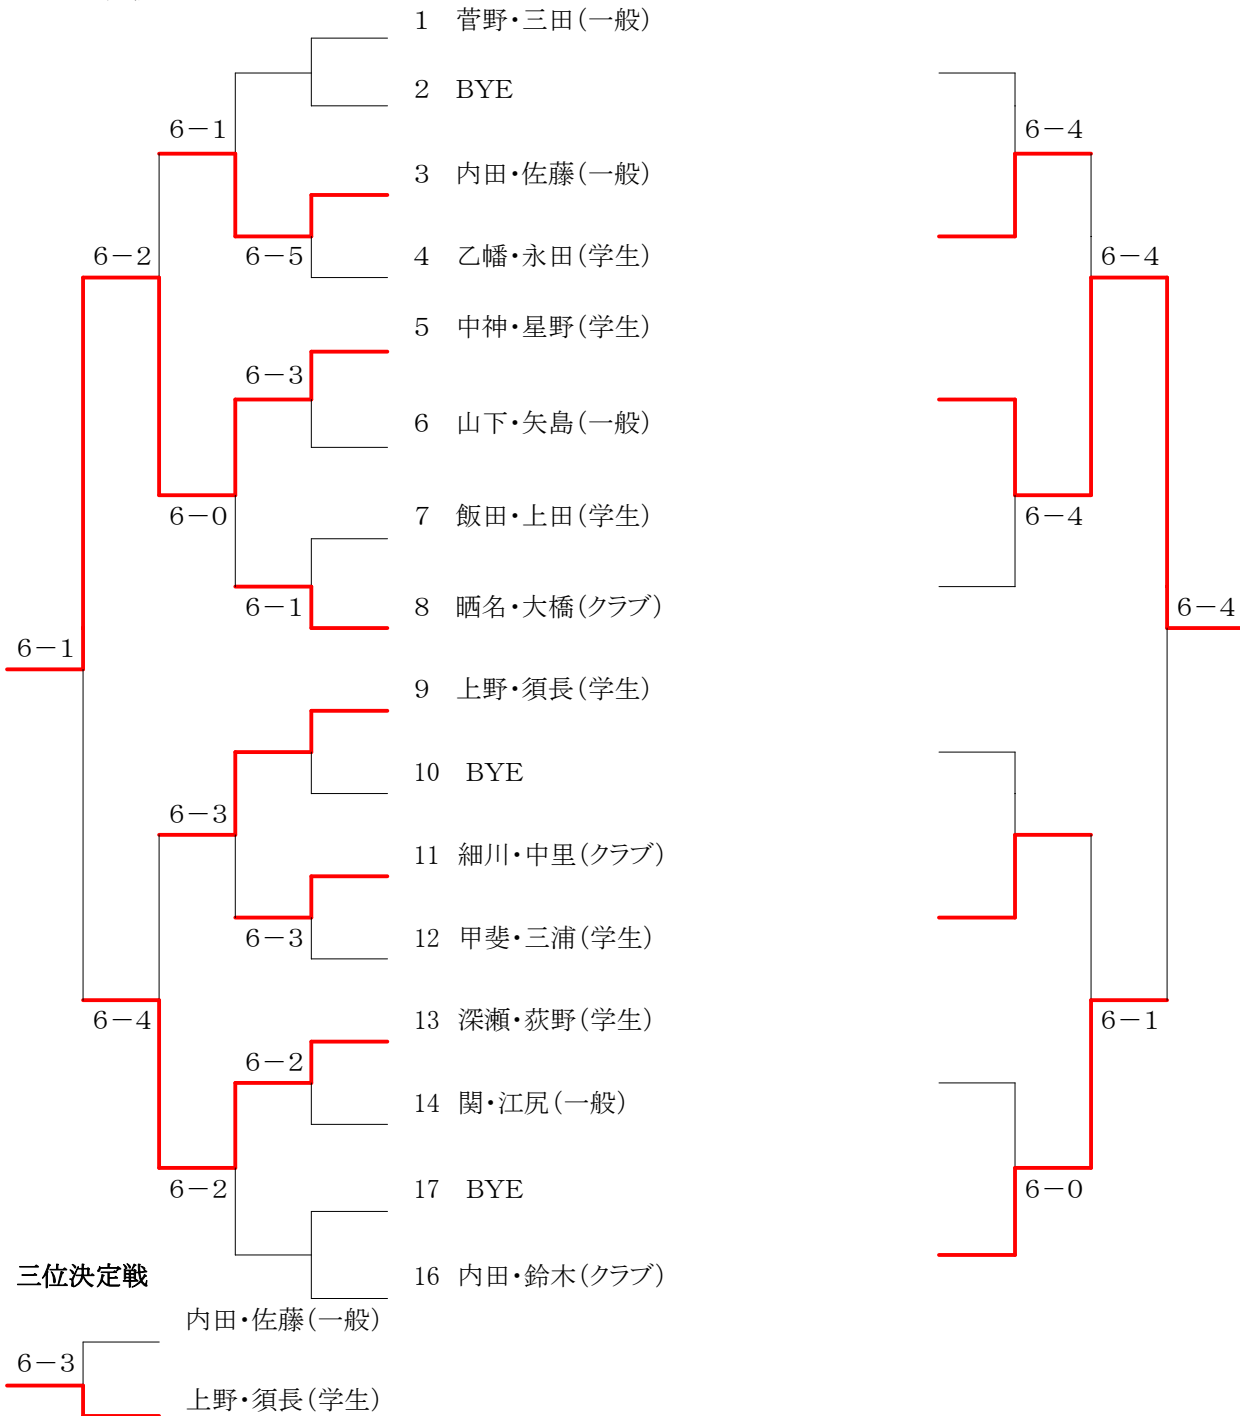 1 菅野・三田(一般)
2 BYE
6-1
6-4
3 内田・佐藤(一般)
6-2
6-5
4 乙幡・永田(学生)
6-4
5 中神・星野(学生)
6-3
6 山下・矢島(一般)
6-0
7 飯田・上田(学生)
6-4
6-1
8 晒名・大橋(クラブ)
6-4
6-1
9 上野・須長(学生)
10 BYE
6-3
11 細川・中里(クラブ)
6-3
12 甲斐・三浦(学生)
6-4
13 深瀬・荻野(学生)
6-1
6-2
14 関・江尻(一般)
6-2
17 BYE
6-0
三位決定戦
16 内田・鈴木(クラブ)
内田・佐藤(一般)
6-3
上野・須長(学生)